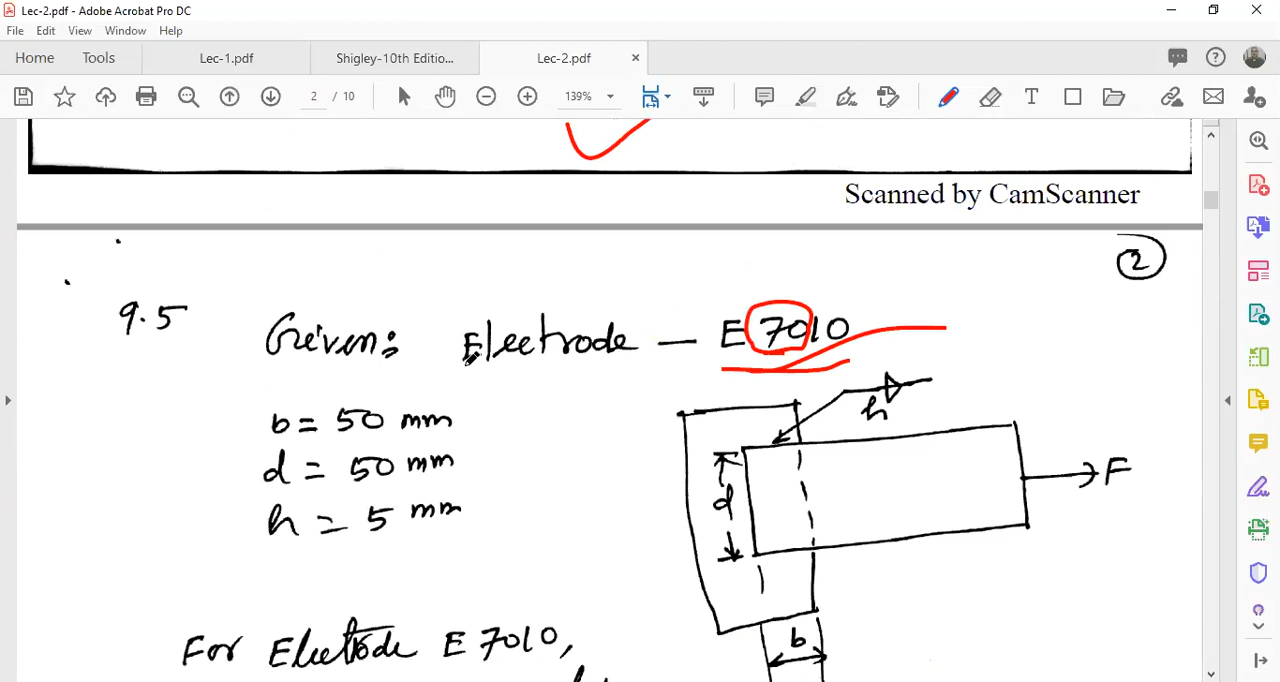 Lec-2.pdf - Adobe Acrobat Pro DC
File Edit View Window Help
Home Tools Lec-1.pdf Shigley-10th Editio... Lec-2.pdf ×
2 / 10 139%
Scanned by CamScanner
2
9.5 Given: Electrode — E7010
b = 50 mm
d = 50 mm
h = 5 mm
h
d
F
b
For Electrode E7010,